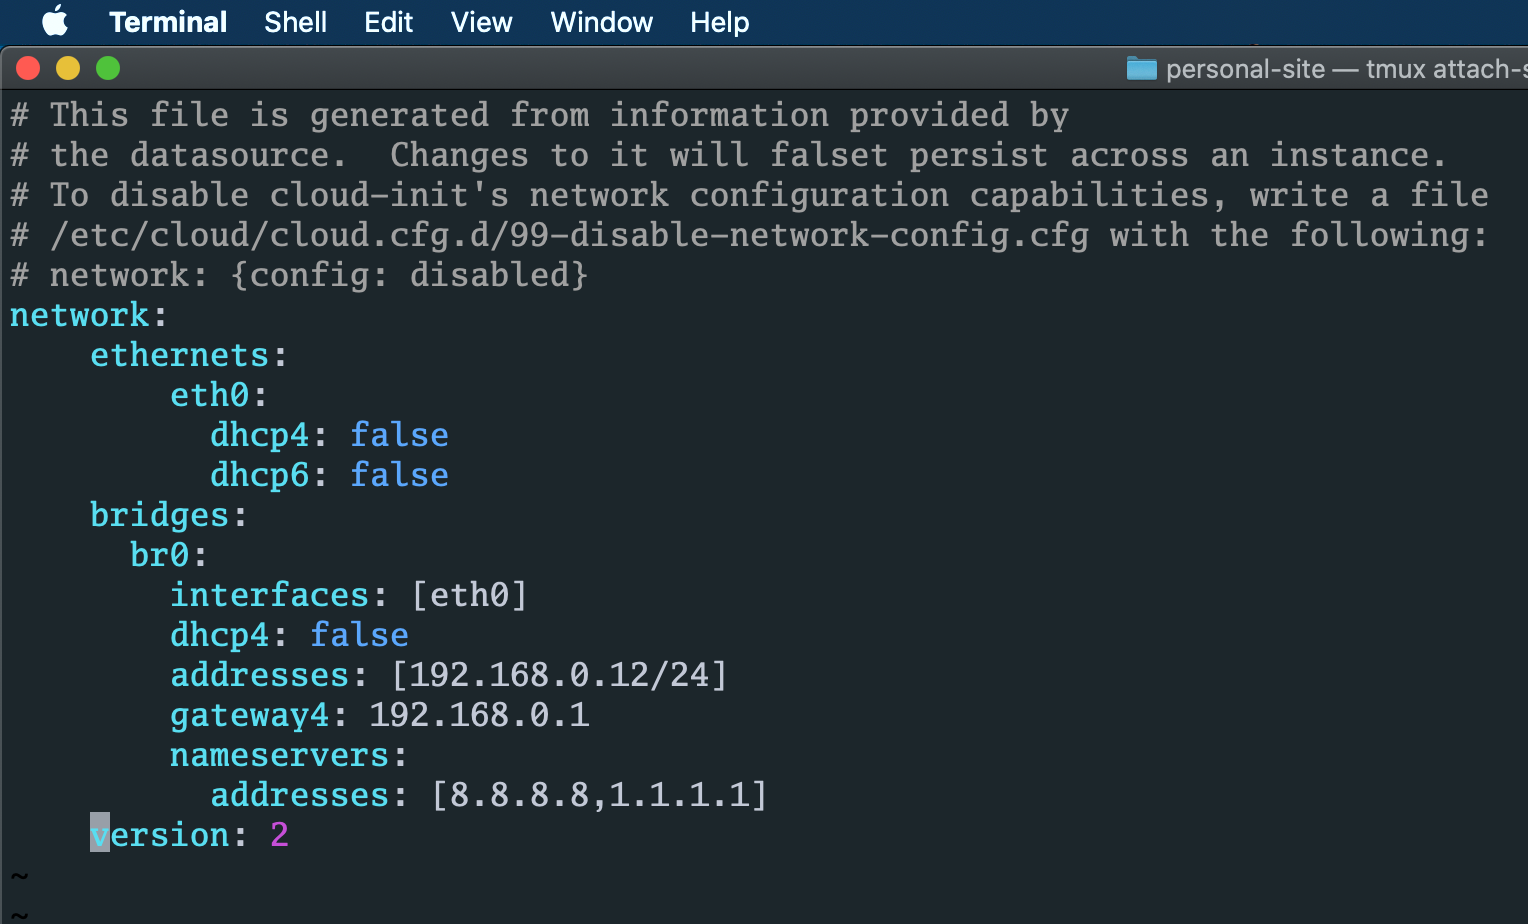 Terminal Shell Edit View Window Help
personal-site — tmux attach-s
# This file is generated from information provided by
# the datasource.  Changes to it will falset persist across an instance.
# To disable cloud-init's network configuration capabilities, write a file
# /etc/cloud/cloud.cfg.d/99-disable-network-config.cfg with the following:
# network: {config: disabled}
network:
    ethernets:
        eth0:
          dhcp4: false
          dhcp6: false
    bridges:
      br0:
        interfaces: [eth0]
        dhcp4: false
        addresses: [192.168.0.12/24]
        gateway4: 192.168.0.1
        nameservers:
          addresses: [8.8.8.8,1.1.1.1]
    version: 2
~
~